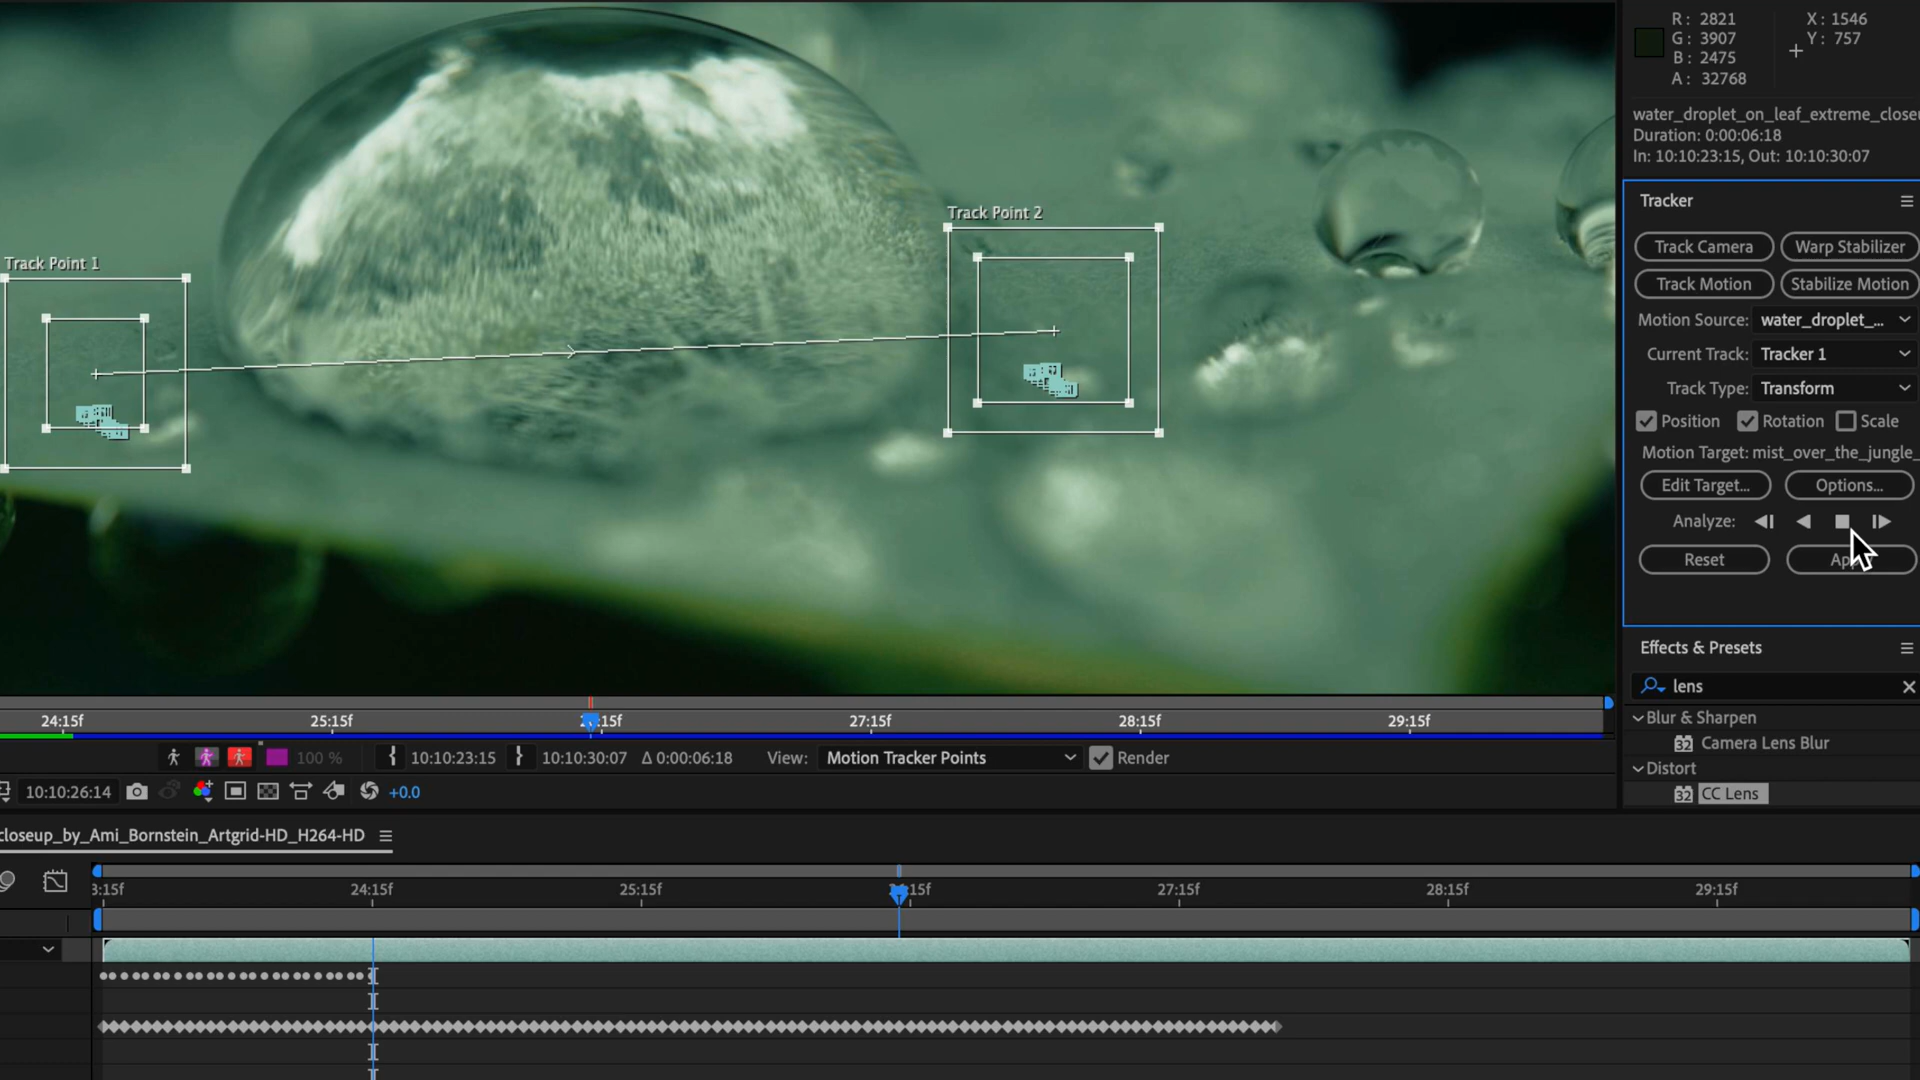 R: 2821
G: 3907
B: 2475
A: 32768
X: 1546
Y: 757
water_droplet_on_leaf_extreme_closeu
Duration: 0:00:06:18
In: 10:10:23:15, Out: 10:10:30:07
Tracker
Track Camera
Warp Stabilizer
Track Motion
Stabilize Motion
Motion Source: water_droplet_...
Current Track: Tracker 1
Track Type: Transform
Position Rotation Scale
Motion Target: mist_over_the_jungle_
Edit Target...
Options...
Analyze:
Reset
Track Point 1
Track Point 2
Effects & Presets
lens
Blur & Sharpen
32 Camera Lens Blur
Distort
32 CC Lens
24:15f 25:15f 27:15f 28:15f 29:15f
100 % 10:10:23:15 10:10:30:07 Δ 0:00:06:18 View: Motion Tracker Points Render
10:10:26:14 +0.0
closeup_by_Ami_Bornstein_Artgrid-HD_H264-HD
3:15f 24:15f 25:15f 27:15f 28:15f 29:15f